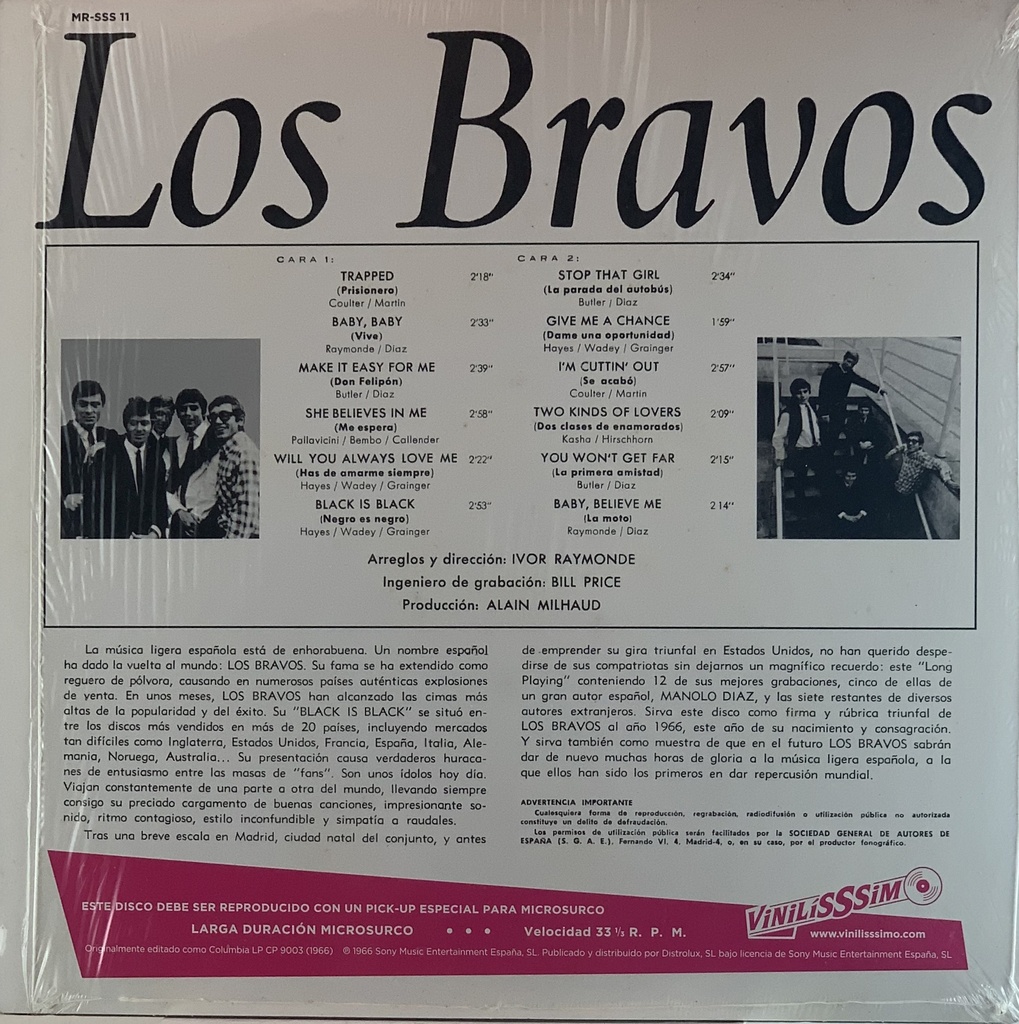 MR-SSS 11
Los Bravos
CARA 1:
TRAPPED 2'18"
(Prisionero)
Coulter / Martin
BABY, BABY 2'33"
(Vive)
Raymonde / Diaz
MAKE IT EASY FOR ME 2'39"
(Don Felipón)
Butler / Diaz
SHE BELIEVES IN ME 2'58"
(Me espera)
Pallavicini / Bembo / Callender
WILL YOU ALWAYS LOVE ME 2'22"
(Has de amarme siempre)
Hayes / Wadey / Grainger
BLACK IS BLACK 2'53"
(Negro es negro)
Hayes / Wadey / Grainger
CARA 2:
STOP THAT GIRL 2'34"
(La parada del autobús)
Butler / Diaz
GIVE ME A CHANCE 1'59"
(Dame una oportunidad)
Hayes / Wadey / Grainger
I'M CUTTIN' OUT 2'57"
(Se acabó)
Coulter / Martin
TWO KINDS OF LOVERS 2'09"
(Dos clases de enamorados)
Kasha / Hirschhorn
YOU WON'T GET FAR 2'15"
(La primera amistad)
Butler / Diaz
BABY, BELIEVE ME 2 14"
(La moto)
Raymonde / Diaz
Arreglos y dirección: IVOR RAYMONDE
Ingeniero de grabación: BILL PRICE
Producción: ALAIN MILHAUD
La música ligera española está de enhorabuena. Un nombre español
ha dado la vuelta al mundo: LOS BRAVOS. Su fama se ha extendido como
reguero de pólvora, causando en numerosos países auténticas explosiones
de venta. En unos meses, LOS BRAVOS han alcanzado las cimas más
altas de la popularidad y del éxito. Su "BLACK IS BLACK" se situó en-
tre los discos más vendidos en más de 20 países, incluyendo mercados
tan difíciles como Inglaterra, Estados Unidos, Francia, España, Italia, Ale-
mania, Noruega, Australia... Su presentación causa verdaderos huraca-
nes de entusiasmo entre las masas de "fans". Son unos ídolos hoy día.
Viajan constantemente de una parte a otra del mundo, llevando siempre
consigo su preciado cargamento de buenas canciones, impresionante so-
nido, ritmo contagioso, estilo inconfundible y simpatía a raudales.
Tras una breve escala en Madrid, ciudad natal del conjunto, y antes
de emprender su gira triunfal en Estados Unidos, no han querido despe-
dirse de sus compatriotas sin dejarnos un magnífico recuerdo: este "Long
Playing" conteniendo 12 de sus mejores grabaciones, cinco de ellas de
un gran autor español, MANOLO DIAZ, y las siete restantes de diversos
autores extranjeros. Sirva este disco como firma y rúbrica triunfal de
LOS BRAVOS al año 1966, este año de su nacimiento y consagración.
Y sirva también como muestra de que en el futuro LOS BRAVOS sabrán
dar de nuevo muchas horas de gloria a la música ligera española, a la
que ellos han sido los primeros en dar repercusión mundial.
ADVERTENCIA IMPORTANTE
Cualesquiera forma de reproducción, regrabación, radiodifusión o utilización pública no autorizada
constituye un delito de defraudación.
Los permisos de utilización pública serán facilitados por la SOCIEDAD GENERAL DE AUTORES DE
ESPAÑA (S. G. A. E.). Fernando VI, 4. Madrid-4, o, en su caso, por el productor fonográfico.
ESTE DISCO DEBE SER REPRODUCIDO CON UN PICK-UP ESPECIAL PARA MICROSURCO
LARGA DURACIÓN MICROSURCO • • • Velocidad 33 1/3 R. P. M.
VINILISSSIMO
www.vinilisssimo.com
Originalmente editado como Columbia LP CP 9003 (1966) ℗ 1966 Sony Music Entertainment España, SL. Publicado y distribuido por Distrolux, SL bajo licencia de Sony Music Entertainment España, SL